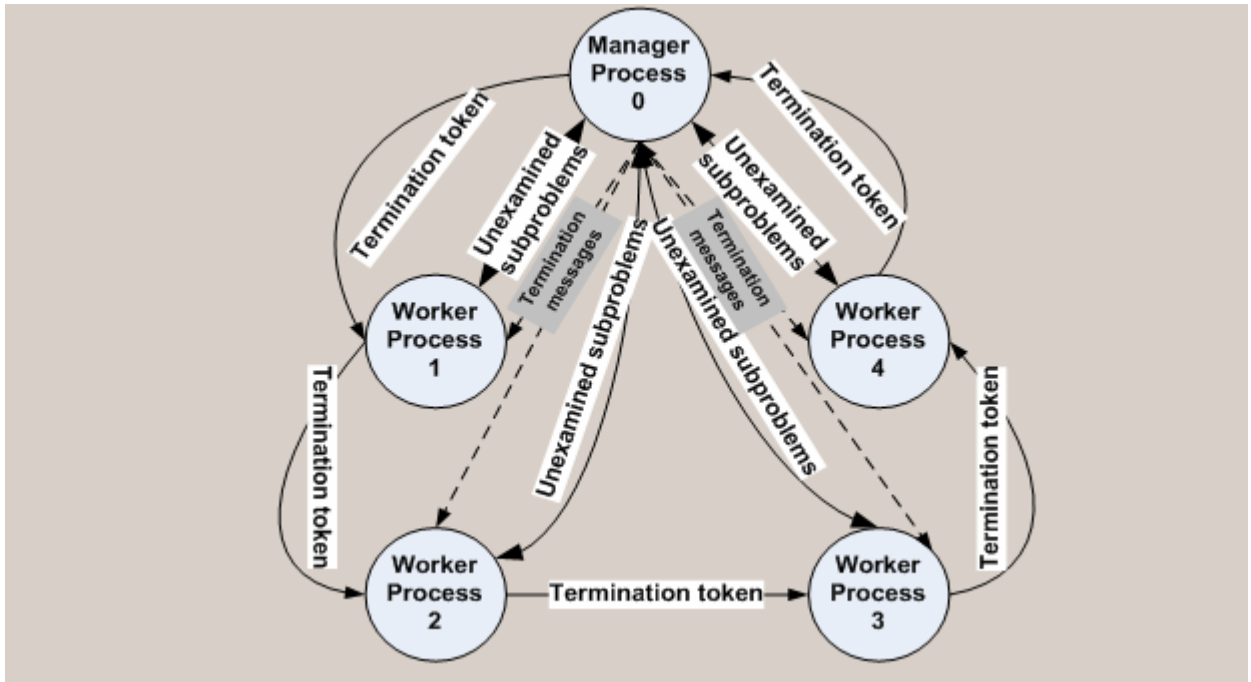 Manager
Process
0
Termination token
Unexamined
subproblems
Termination
messages
Unexamined subproblems
Unexamined subproblems
Termination
messages
Unexamined
subproblems
Termination token
Worker
Process
1
Worker
Process
4
Termination token
Termination token
Worker
Process
2
Termination token
Worker
Process
3